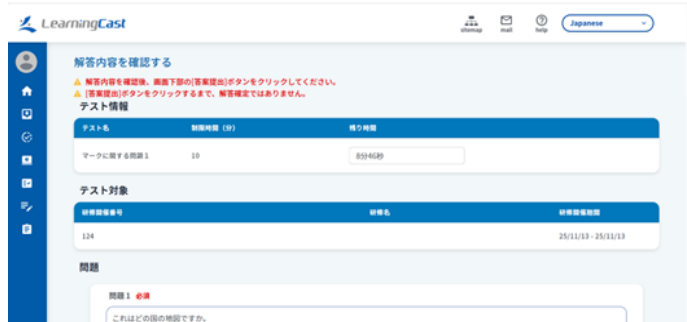 LearningCast
sitemap
mail
help
Japanese
解答内容を確認する
解答内容を確認後、画面下部の[答案提出]ボタンをクリックしてください。
[答案提出]ボタンをクリックするまで、解答確定ではありません。
テスト情報
テスト名 制限時間(分) 残り時間
マークに関する問題1 10 8分46秒
テスト対象
研修開催番号 研修名 研修開催期間
124 25/11/13 - 25/11/13
問題
問題1 必須
これはどの国の地図ですか。